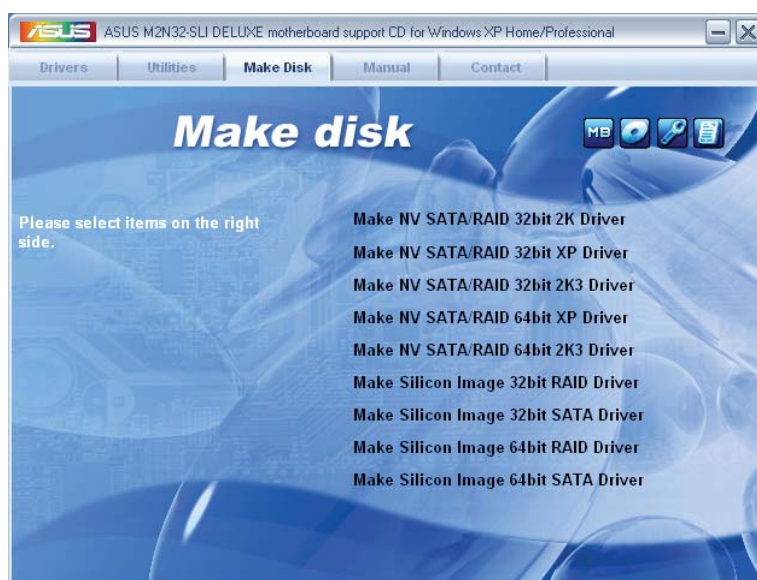 ASUS ASUS M2N32-SLI DELUXE motherboard support CD for Windows XP Home/Professional
Drivers Utilities Make Disk Manual Contact
Make disk
MB
Please select items on the right
side.
Make NV SATA/RAID 32bit 2K Driver
Make NV SATA/RAID 32bit XP Driver
Make NV SATA/RAID 32bit 2K3 Driver
Make NV SATA/RAID 64bit XP Driver
Make NV SATA/RAID 64bit 2K3 Driver
Make Silicon Image 32bit RAID Driver
Make Silicon Image 32bit SATA Driver
Make Silicon Image 64bit RAID Driver
Make Silicon Image 64bit SATA Driver